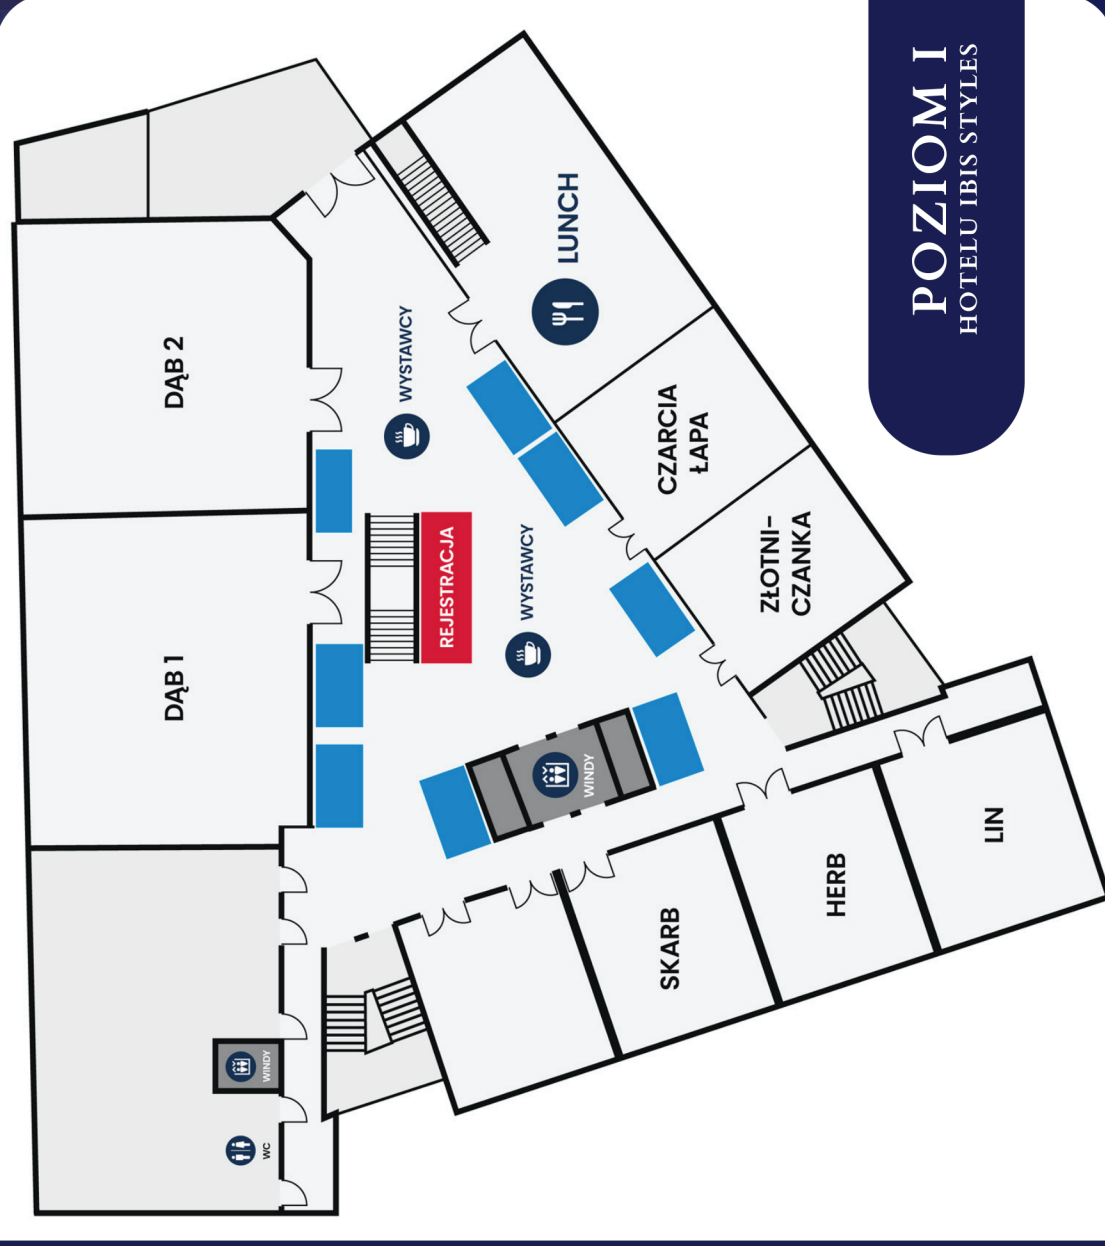 POZIOM I
HOTELU IBIS STYLES
DĄB 2
WYSTAWCY
LUNCH
CZARCIA
ŁAPA
DĄB 1
REJESTRACJA
WYSTAWCY
ZŁOTNI-
CZANKA
WINDY
SKARB
HERB
LIN
WINDY
WC